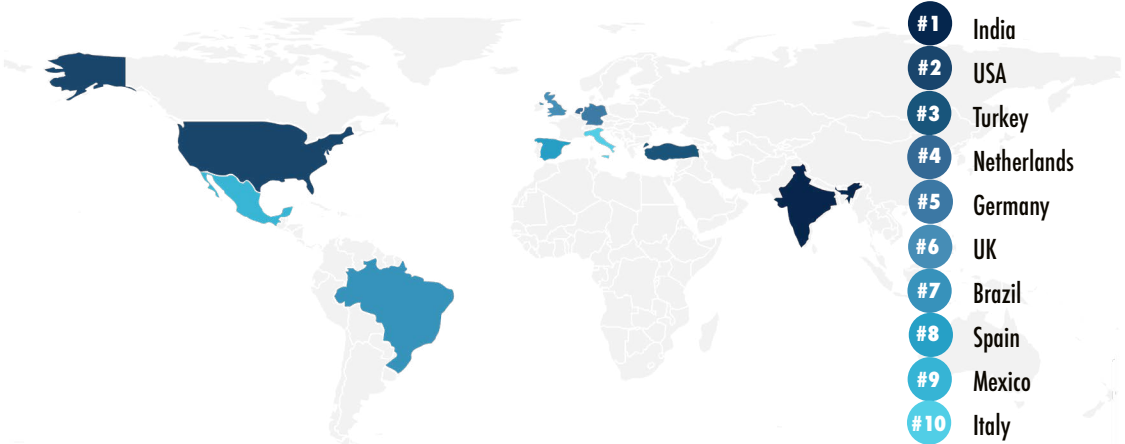 #1 India
#2 USA
#3 Turkey
#4 Netherlands
#5 Germany
#6 UK
#7 Brazil
#8 Spain
#9 Mexico
#10 Italy